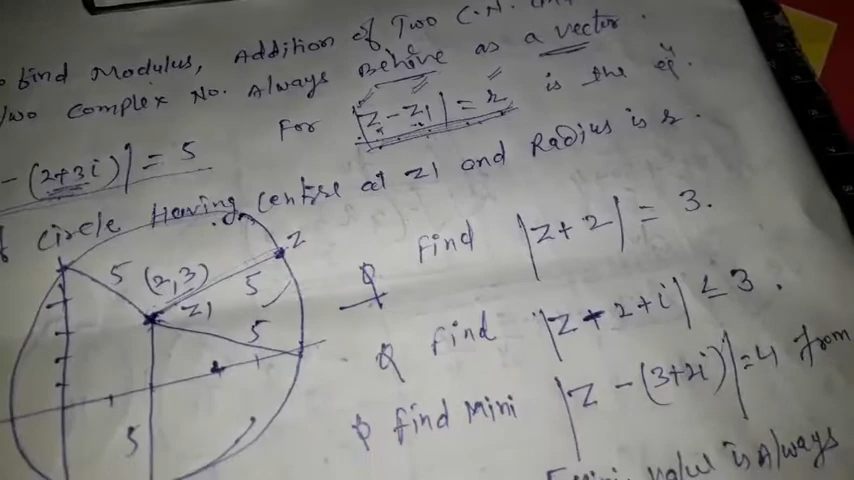 find Modulus, Addition of Two C.N.
Two Complex No. Always Behave as a vector.
For |z - z1| = r is the eq.
- (2+3i)| = 5
of circle Having Centre at z1 and Radius is r.
z
5 (2,3)
z1 5
5
5
Q Find |z + 2| = 3.
Q Find |z - 2 + i| ≤ 3.
Q Find Mini |z - (3+2i)| = 4 from
value is Always